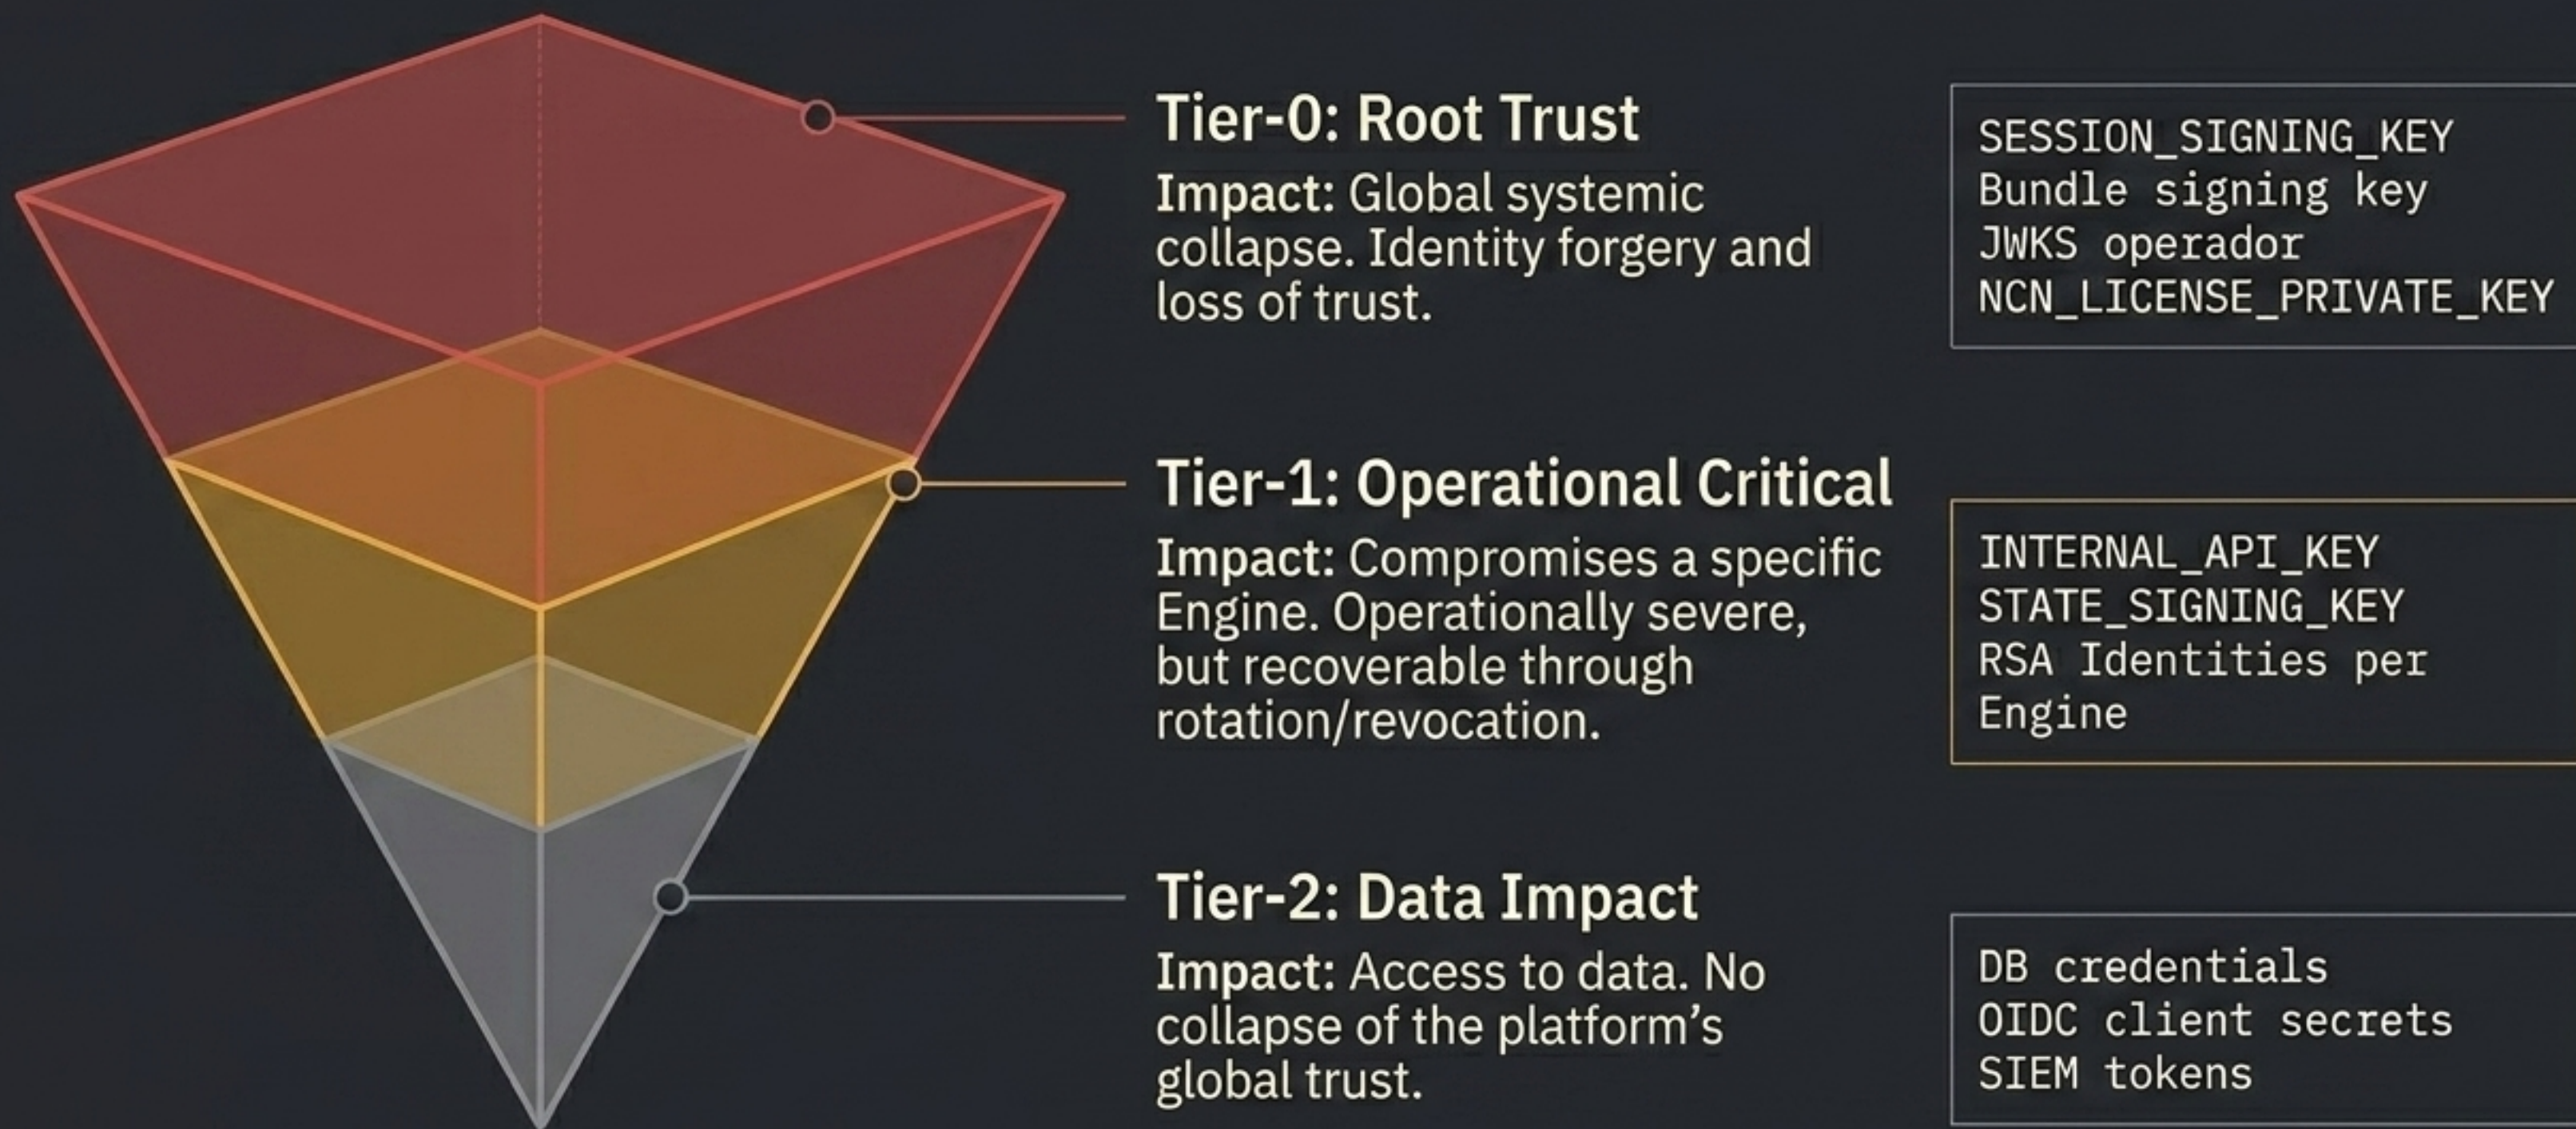 Tier-0: Root Trust
Impact: Global systemic
collapse. Identity forgery and
loss of trust.
SESSION_SIGNING_KEY
Bundle signing key
JWKS operador
NCN_LICENSE_PRIVATE_KEY
Tier-1: Operational Critical
Impact: Compromises a specific
Engine. Operationally severe,
but recoverable through
rotation/revocation.
INTERNAL_API_KEY
STATE_SIGNING_KEY
RSA Identities per
Engine
Tier-2: Data Impact
Impact: Access to data. No
collapse of the platform’s
global trust.
DB credentials
OIDC client secrets
SIEM tokens